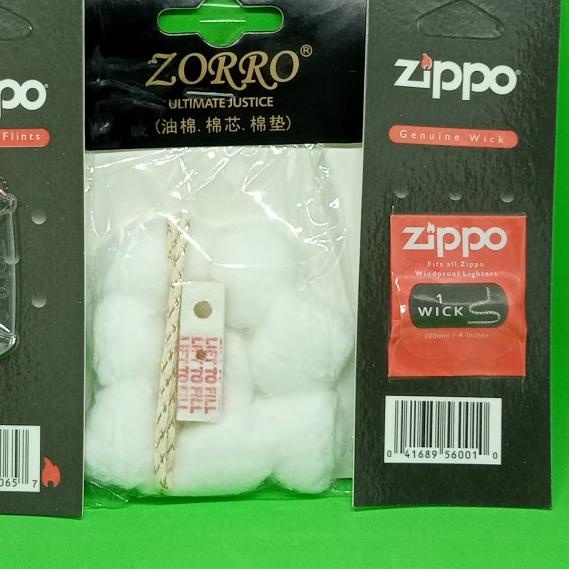 po
Flints
065 7
ZORRO®
ULTIMATE JUSTICE
(油棉. 棉芯. 棉垫)
LIFT TO FILL
LIFT TO FILL
LIFT TO FILL
zippo
Genuine Wick
zippo
Fits all Zippo
Windproof Lighters
1
WICK
100mm / 4 Inches
0 41689 56001 0